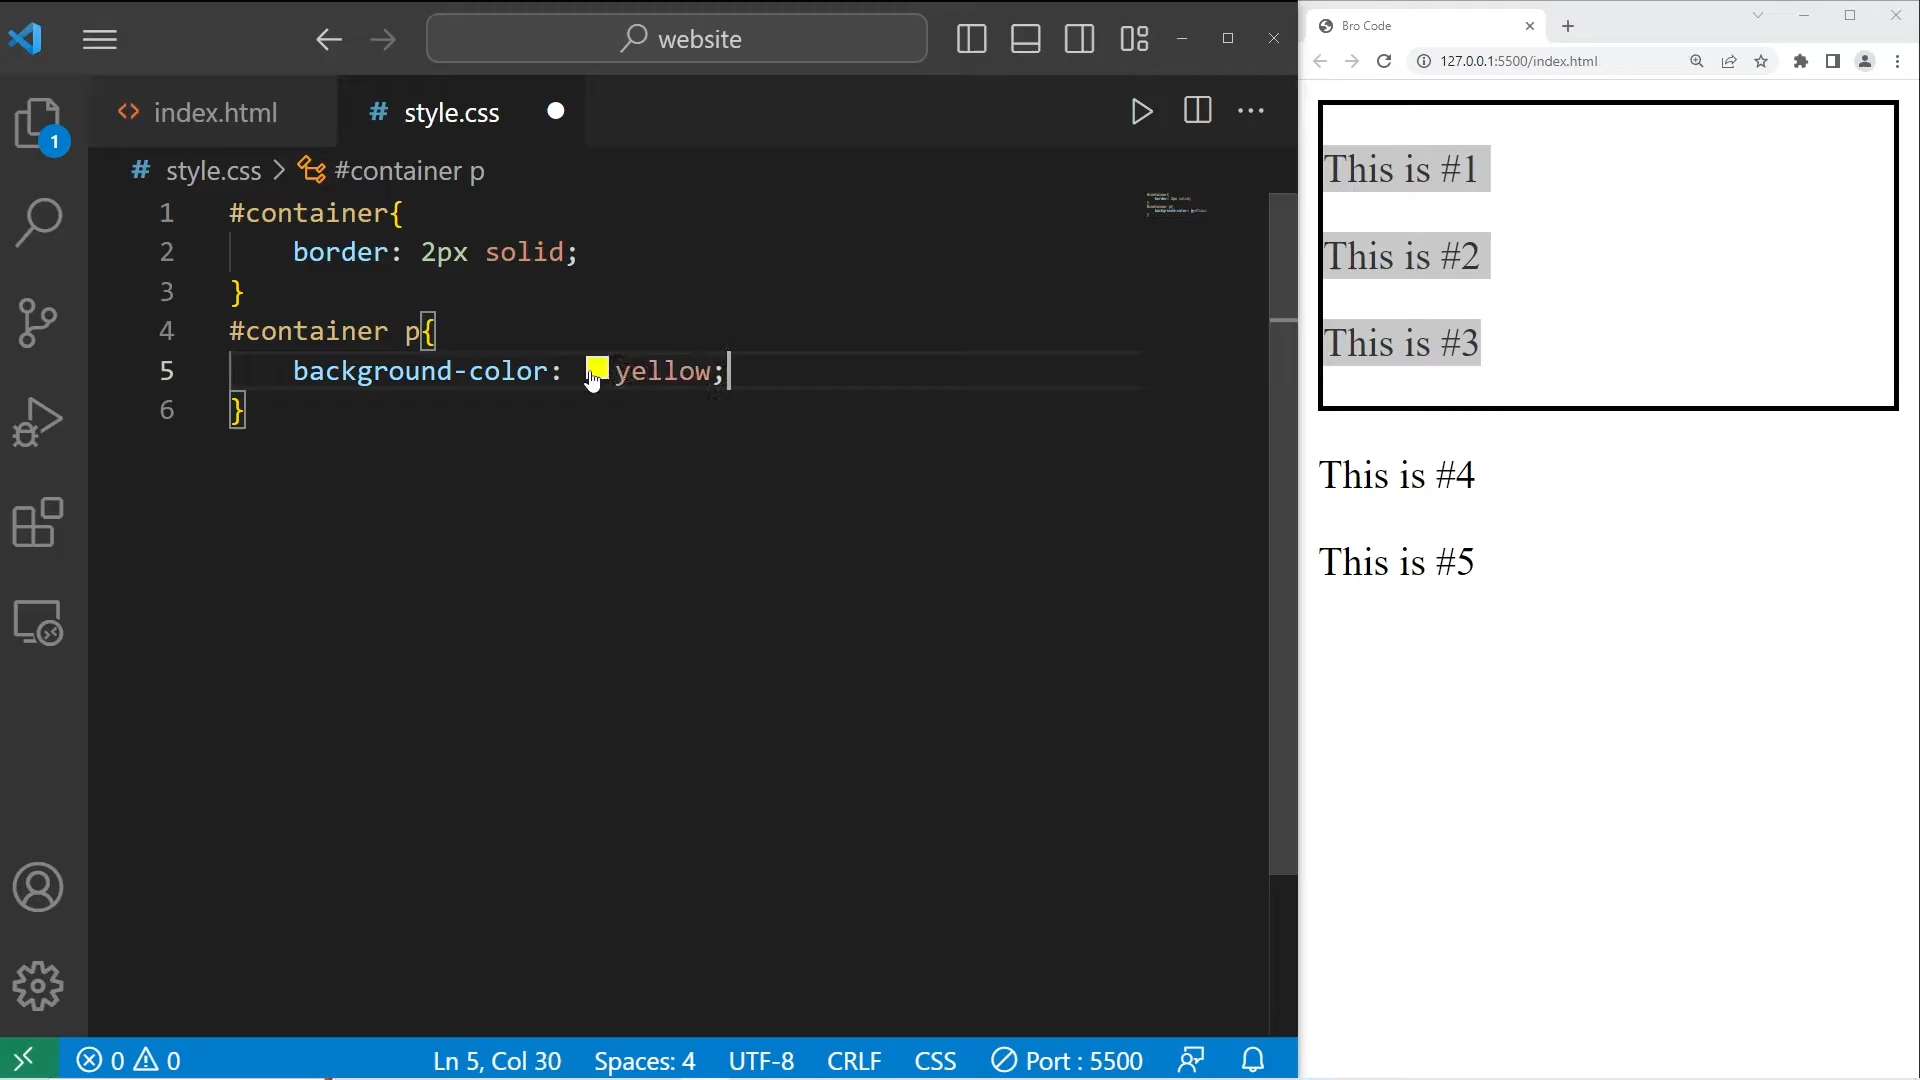 website
index.html
# style.css
1
# style.css > #container p
1 #container{
2 border: 2px solid;
3 }
4 #container p{
5 background-color: yellow;
6 }
0 0
Ln 5, Col 30
Spaces: 4
UTF-8
CRLF
CSS
Port : 5500
Bro Code
127.0.0.1:5500/index.html
This is #1
This is #2
This is #3
This is #4
This is #5